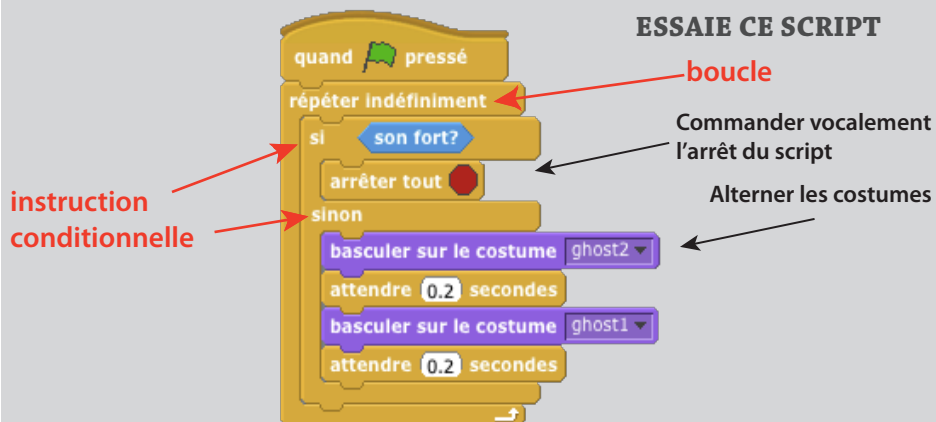 ESSAIE CE SCRIPT
quand pressé
boucle
répéter indéfiniment
si son fort?
Commander vocalement
l'arrêt du script
arrêter tout
instruction
conditionnelle
sinon
Alterner les costumes
basculer sur le costume ghost2
attendre 0.2 secondes
basculer sur le costume ghost1
attendre 0.2 secondes